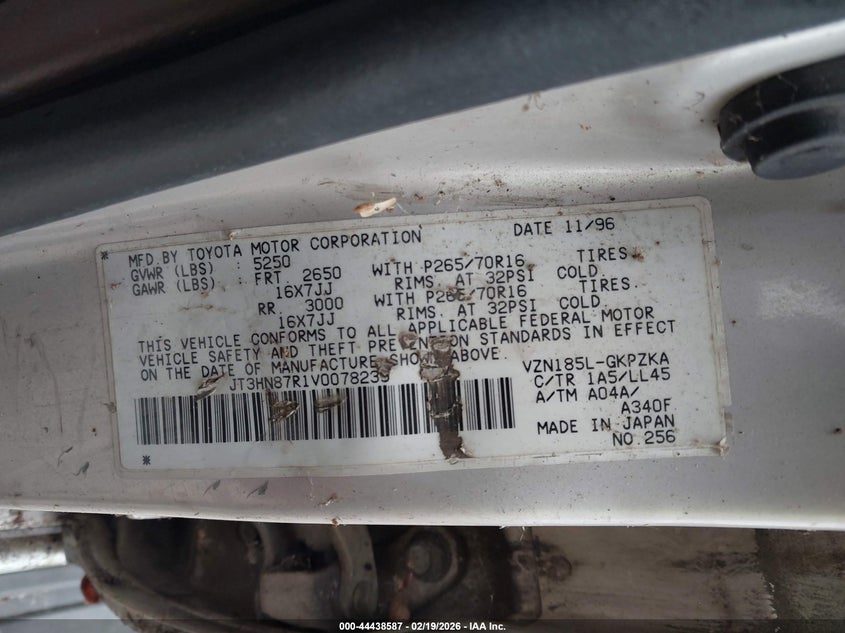 * MFD BY TOYOTA MOTOR CORPORATION DATE 11/96
GVWR (LBS) : 5250
GAWR (LBS) : FRT 2650 WITH P265/70R16 TIRES.
16X7JJ RIMS. AT 32PSI COLD.
RR 3000 WITH P265/70R16 TIRES.
16X7JJ RIMS. AT 32PSI COLD.
THIS VEHICLE CONFORMS TO ALL APPLICABLE FEDERAL MOTOR
VEHICLE SAFETY AND THEFT PREVENTION STANDARDS IN EFFECT
ON THE DATE OF MANUFACTURE SHOWN ABOVE.
JT3HN87R1V0078239
VZN185L-GKPZKA
C/TR 1A5/LL45
A/TM A04A/
A340F
MADE IN JAPAN
* NO 256
000-44438587 - 02/19/2026 - IAA Inc.